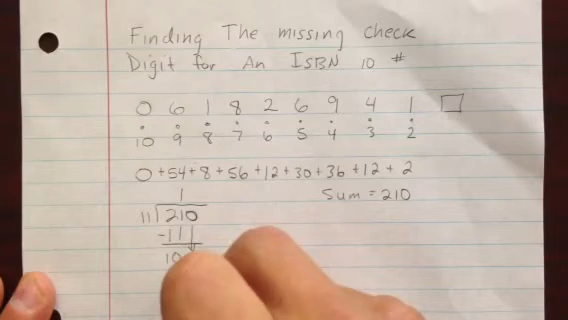 Finding The missing check
Digit for An ISBN 10 #
0 6 1 8 2 6 9 4 1
10 9 8 7 6 5 4 3 2
0+54+8+56+12+30+36+12+2
Sum = 210
1
11 210
-11
10